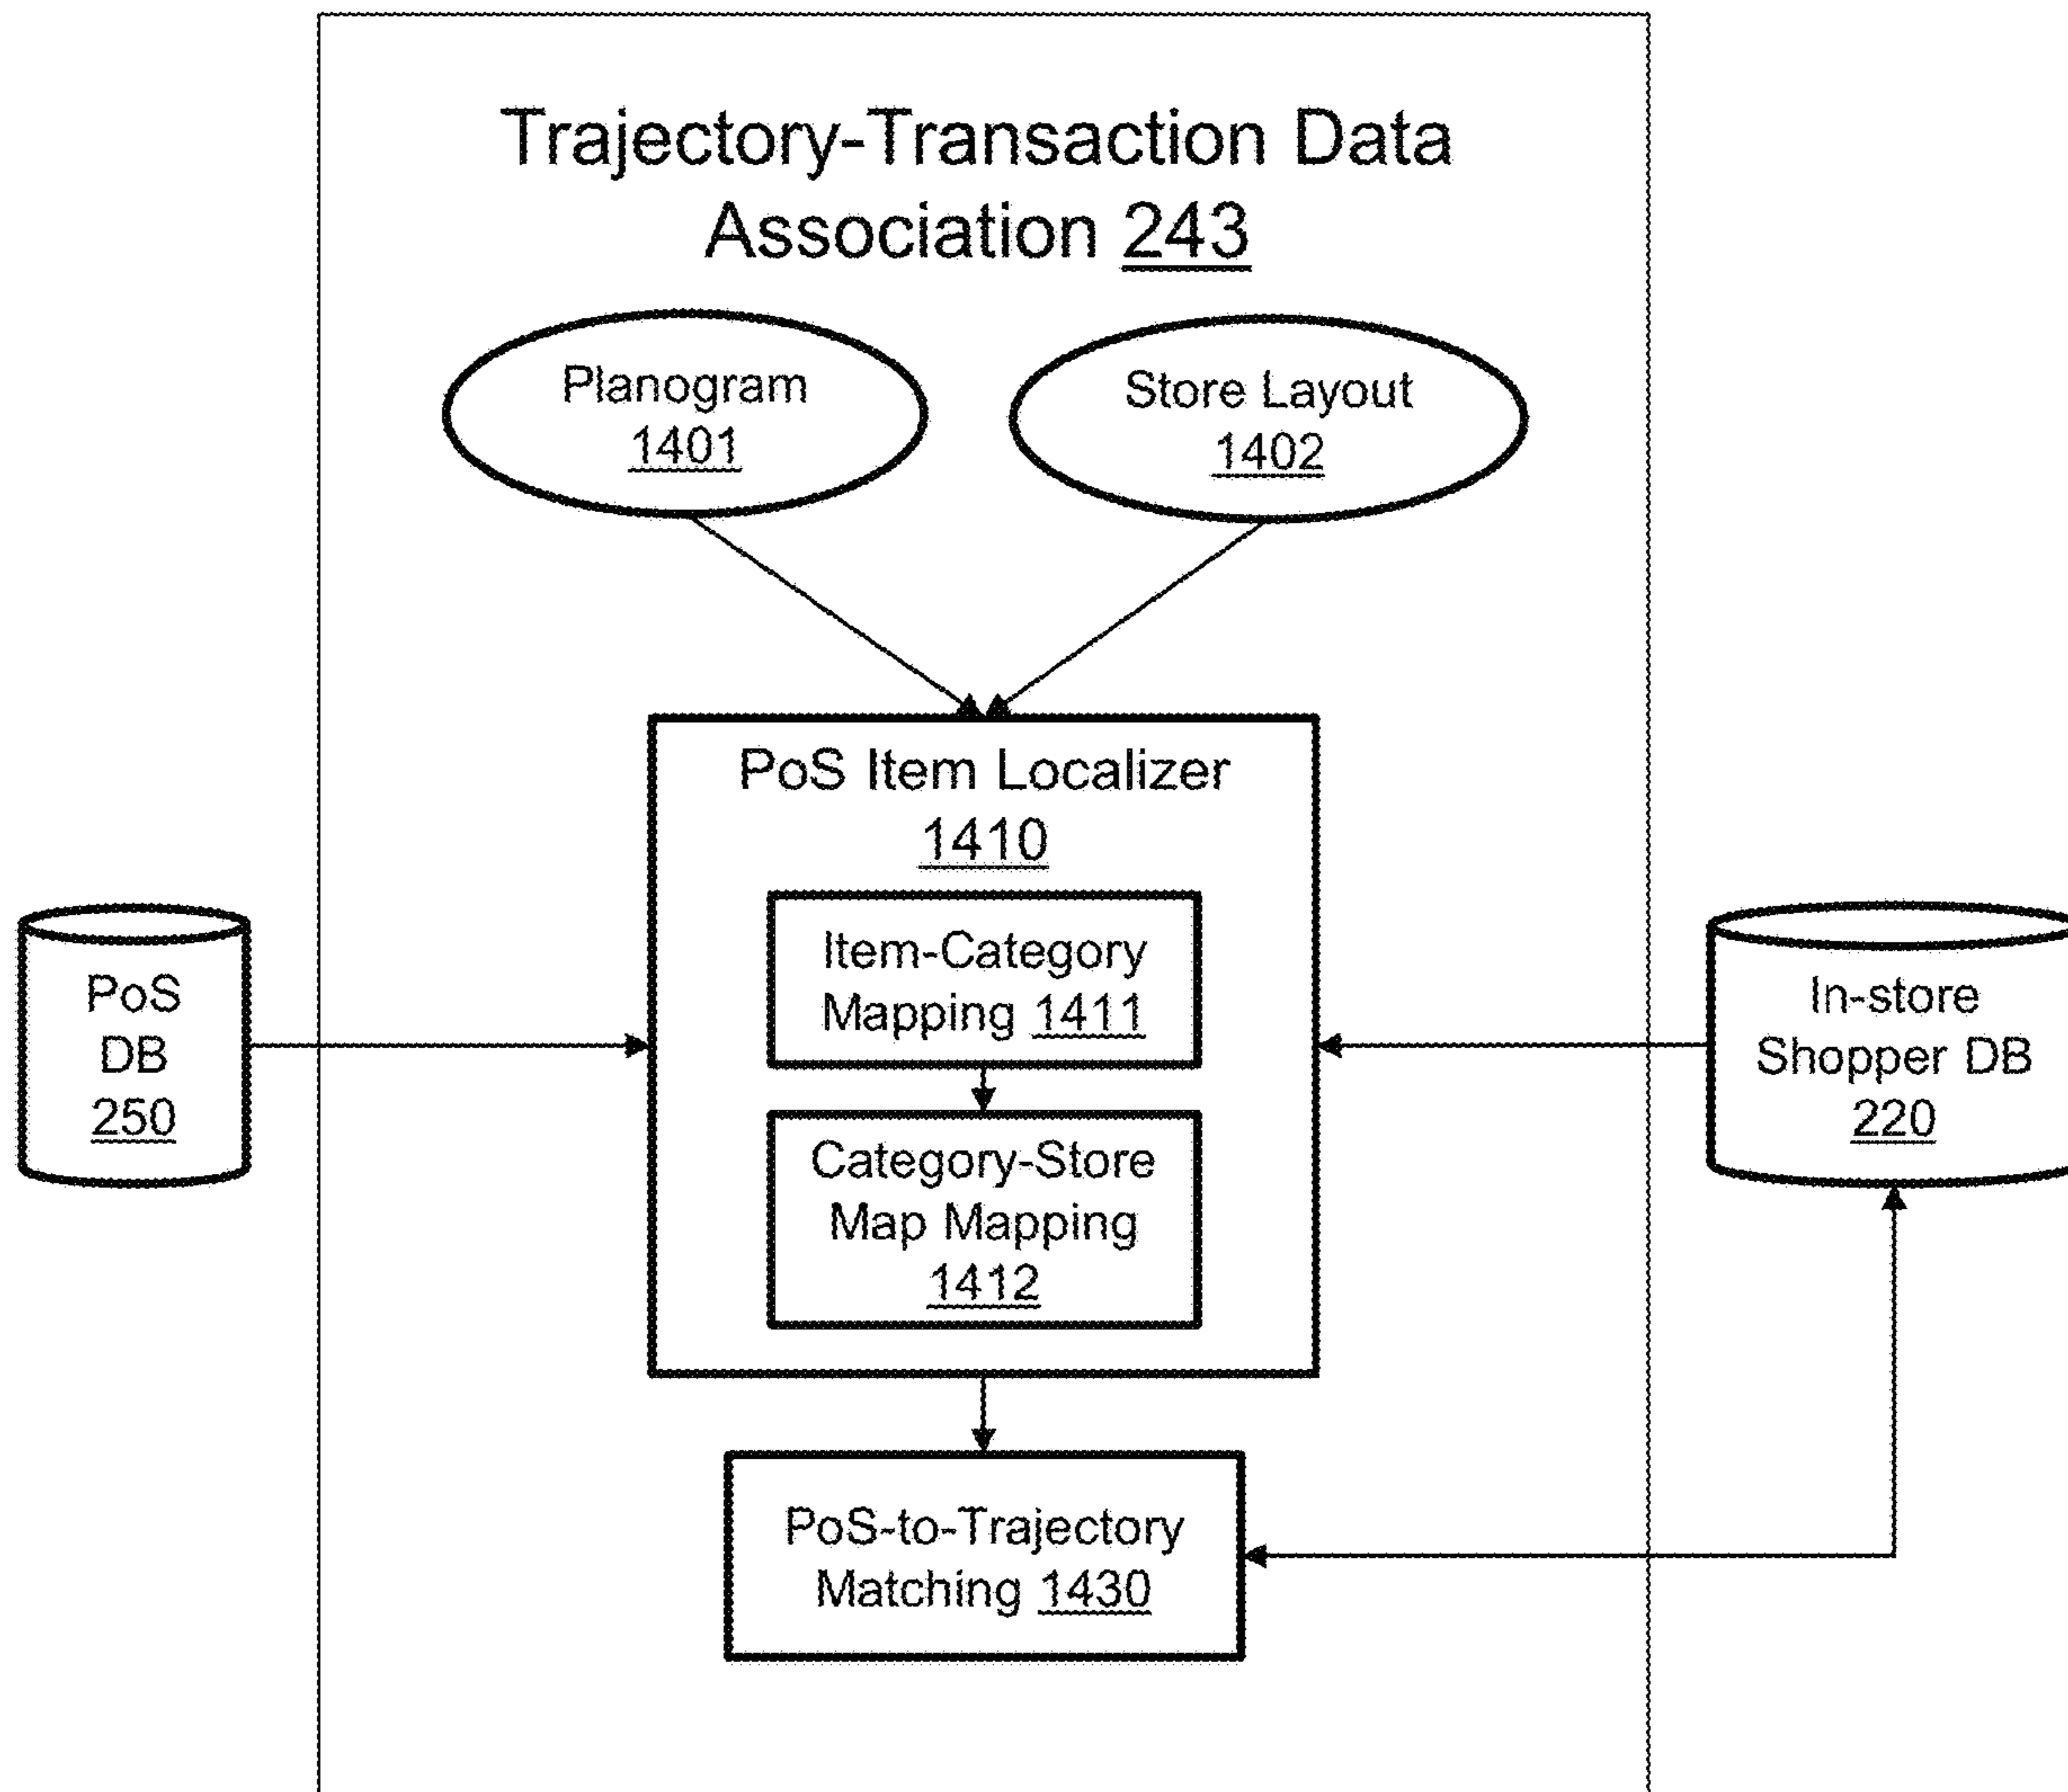 Trajectory-Transaction Data
Association 243
Planogram
1401
Store Layout
1402
PoS Item Localizer
1410
Item-Category
Mapping 1411
Category-Store
Map Mapping
1412
PoS
DB
250
In-store
Shopper DB
220
PoS-to-Trajectory
Matching 1430